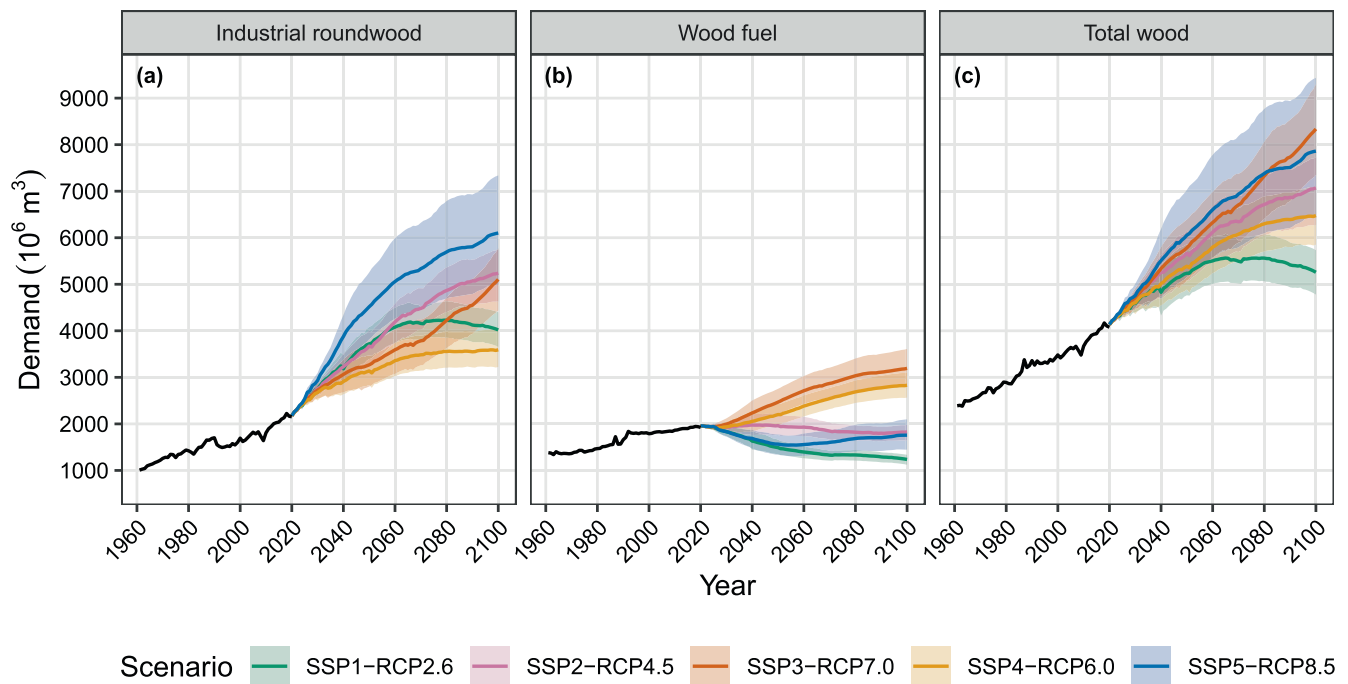 Industrial roundwood
Wood fuel
Total wood
(a)
(b)
(c)
9000
8000
7000
6000
5000
4000
3000
2000
1000
Demand (10⁶ m³)
1960 1980 2000 2020 2040 2060 2080 2100
1960 1980 2000 2020 2040 2060 2080 2100
1960 1980 2000 2020 2040 2060 2080 2100
Year
Scenario SSP1−RCP2.6 SSP2−RCP4.5 SSP3−RCP7.0 SSP4−RCP6.0 SSP5−RCP8.5